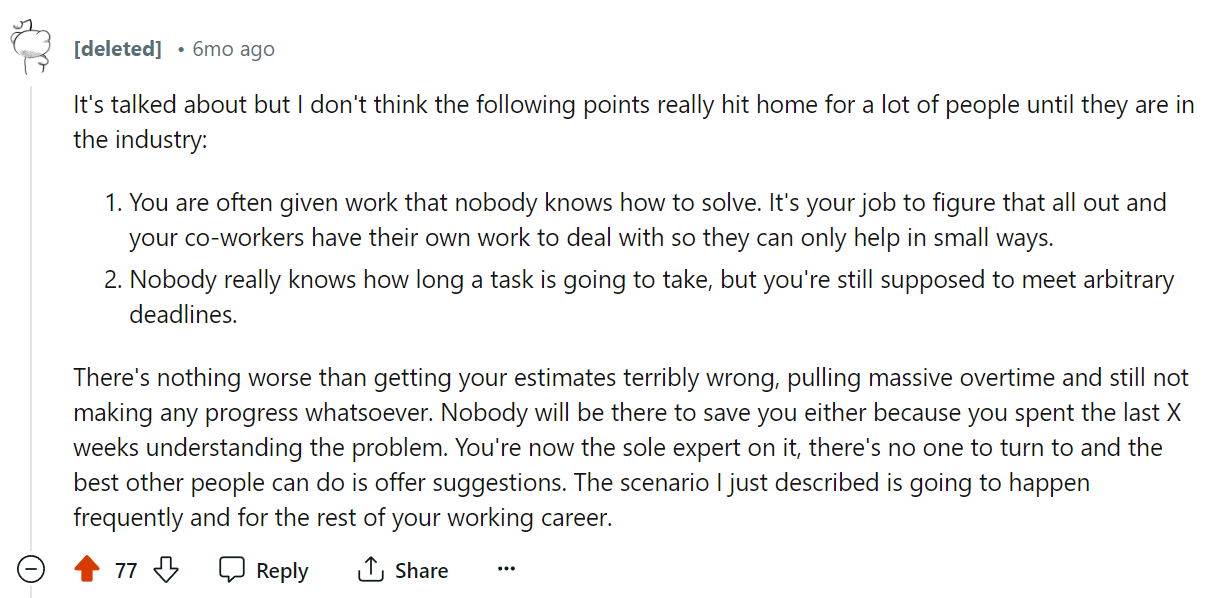 [deleted] • 6mo ago
It's talked about but I don't think the following points really hit home for a lot of people until they are in
the industry:
1. You are often given work that nobody knows how to solve. It's your job to figure that all out and
your co-workers have their own work to deal with so they can only help in small ways.
2. Nobody really knows how long a task is going to take, but you're still supposed to meet arbitrary
deadlines.
There's nothing worse than getting your estimates terribly wrong, pulling massive overtime and still not
making any progress whatsoever. Nobody will be there to save you either because you spent the last X
weeks understanding the problem. You're now the sole expert on it, there's no one to turn to and the
best other people can do is offer suggestions. The scenario I just described is going to happen
frequently and for the rest of your working career.
77 Reply Share ···